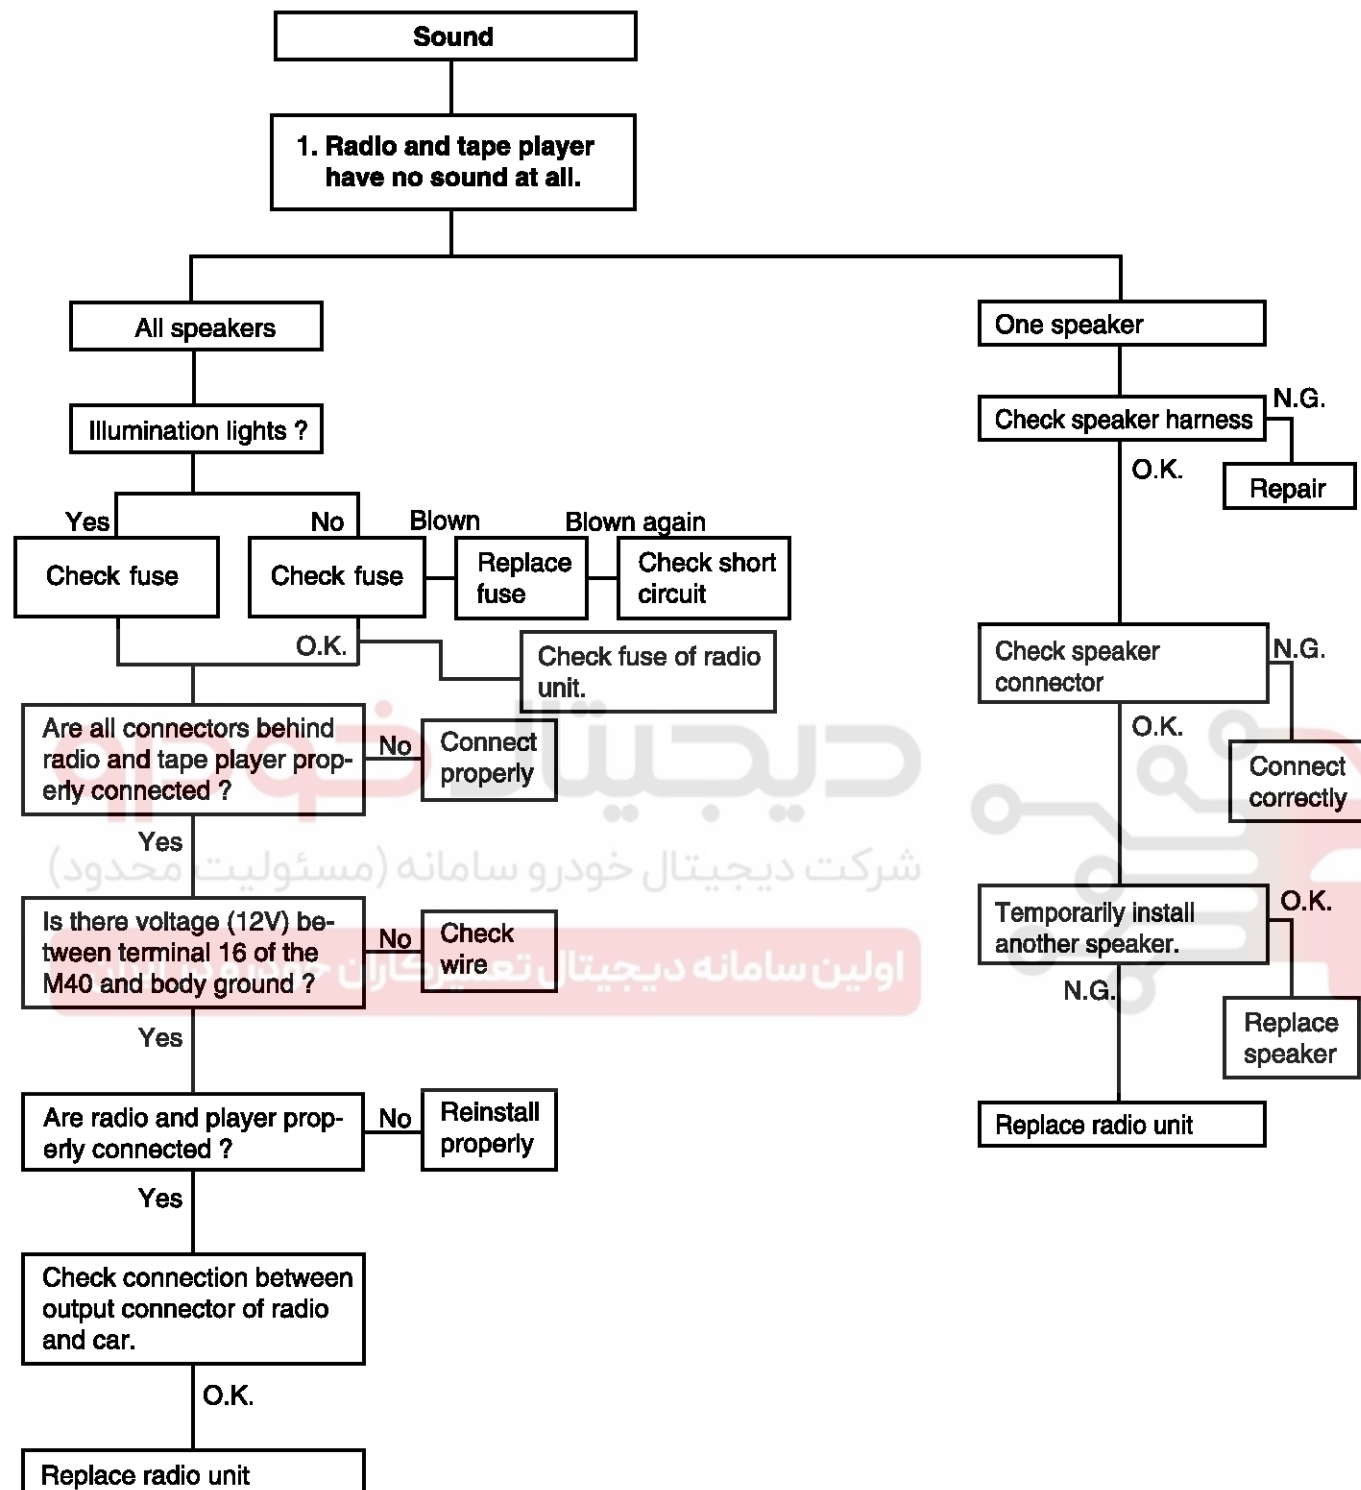 Sound
1. Radio and tape player
have no sound at all.
All speakers
Illumination lights ?
Yes
No
Blown
Blown again
Check fuse
Check fuse
Replace
fuse
Check short
circuit
O.K.
Check fuse of radio
unit.
Are all connectors behind
radio and tape player prop-
erly connected ?
No
Connect
properly
Yes
Is there voltage (12V) be-
tween terminal 16 of the
M40 and body ground ?
No
Check
wire
Yes
Are radio and player prop-
erly connected ?
No
Reinstall
properly
Yes
Check connection between
output connector of radio
and car.
O.K.
Replace radio unit
One speaker
Check speaker harness
N.G.
Repair
O.K.
Check speaker
connector
N.G.
Connect
correctly
O.K.
Temporarily install
another speaker.
O.K.
Replace
speaker
N.G.
Replace radio unit
دیجیتال خودرو
شرکت دیجیتال خودرو سامانه (مسئولیت محدود)
اولین سامانه دیجیتال تعمیرکاران خودرو در ایران